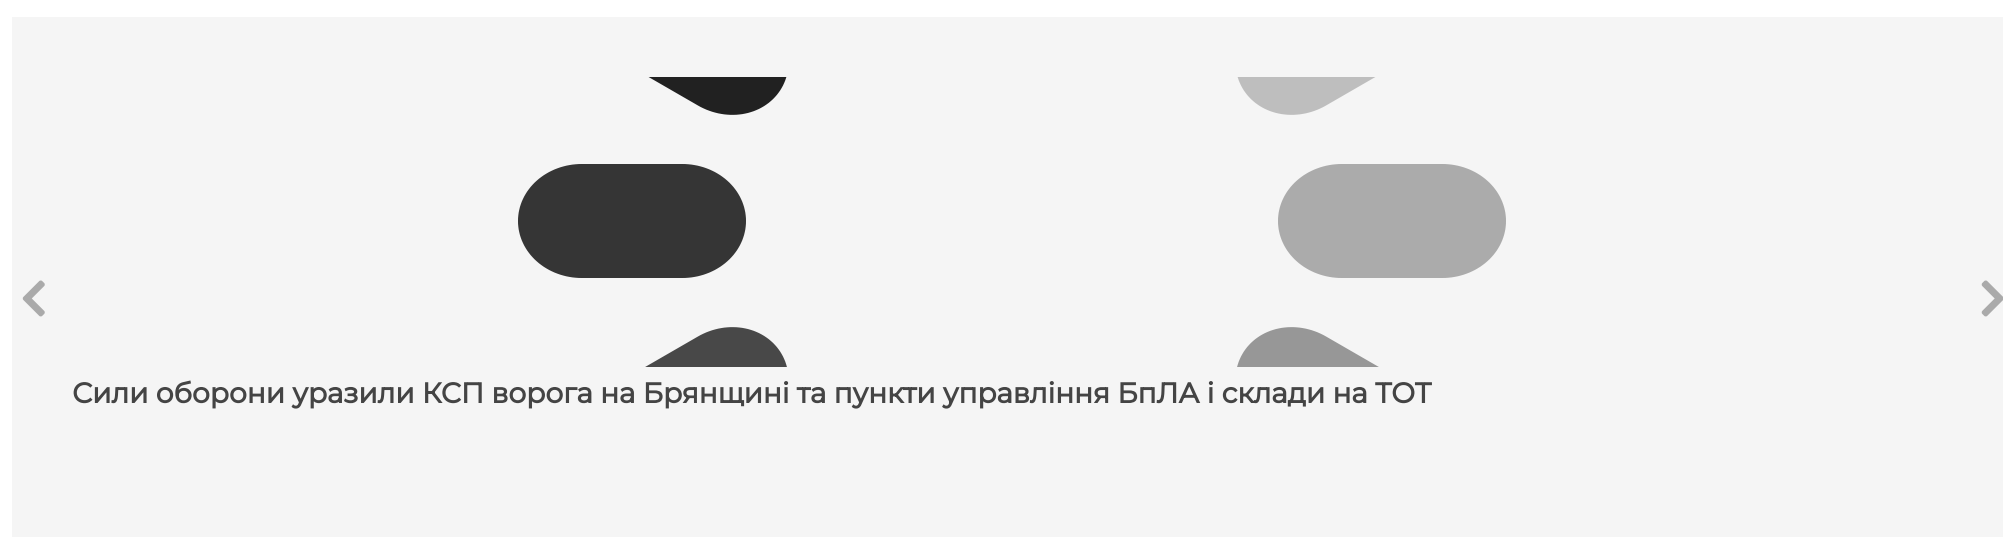 Сили оборони уразили КСП ворога на Брянщині та пункти управління БпЛА і склади на ТОТ